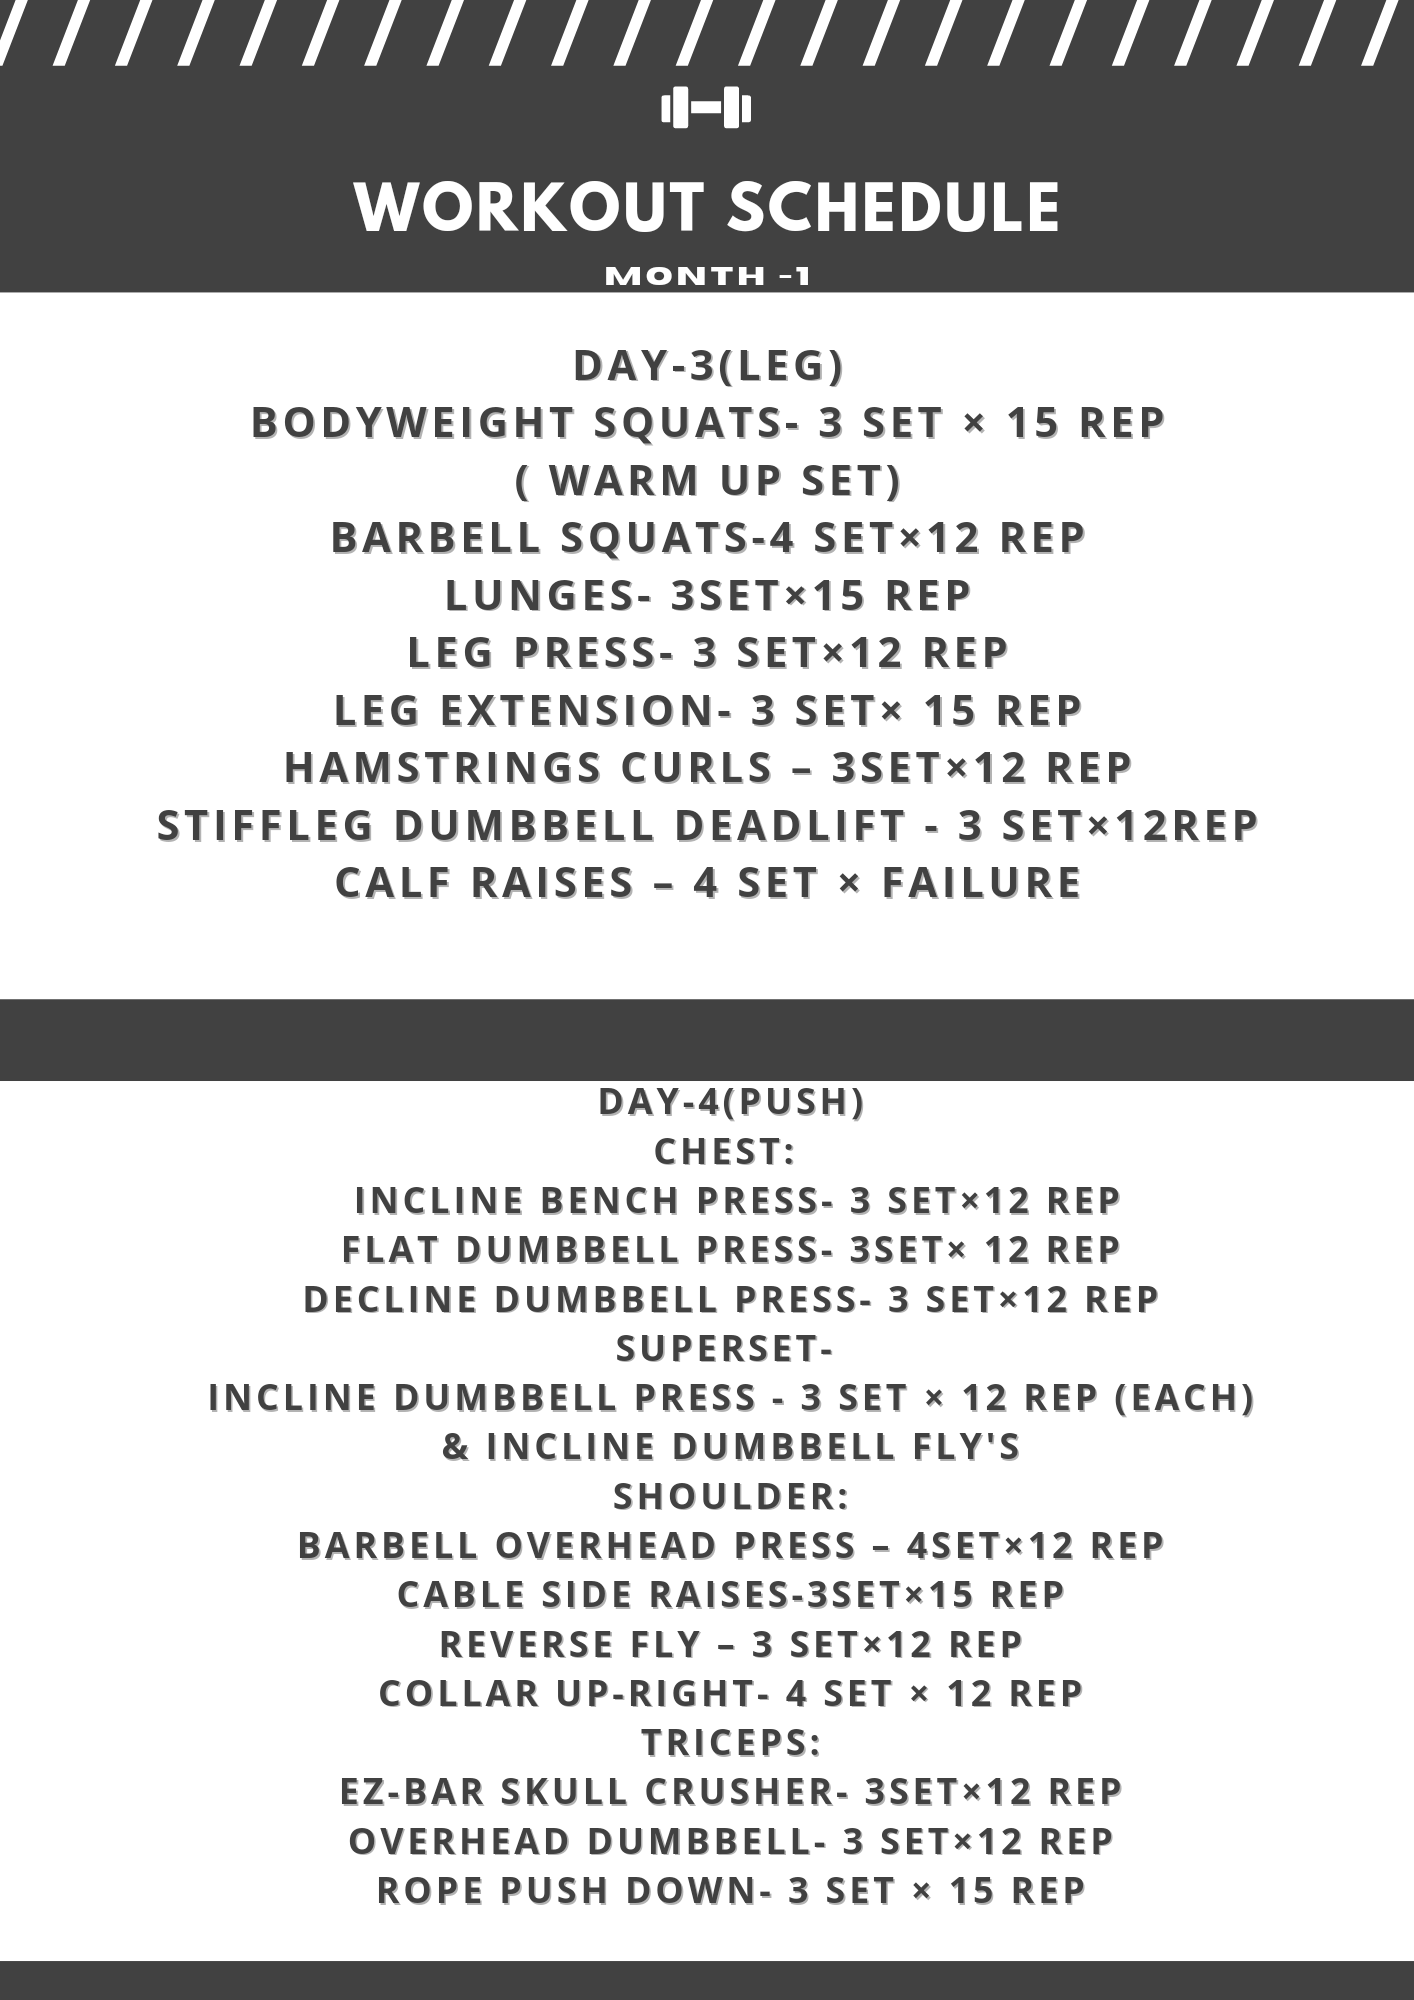 WORKOUT SCHEDULE
MONTH -1
DAY-3(LEG)
BODYWEIGHT SQUATS- 3 SET × 15 REP
( WARM UP SET)
BARBELL SQUATS-4 SET×12 REP
LUNGES- 3SET×15 REP
LEG PRESS- 3 SET×12 REP
LEG EXTENSION- 3 SET× 15 REP
HAMSTRINGS CURLS – 3SET×12 REP
STIFFLEG DUMBBELL DEADLIFT - 3 SET×12REP
CALF RAISES – 4 SET × FAILURE
DAY-4(PUSH)
CHEST:
INCLINE BENCH PRESS- 3 SET×12 REP
FLAT DUMBBELL PRESS- 3SET× 12 REP
DECLINE DUMBBELL PRESS- 3 SET×12 REP
SUPERSET-
INCLINE DUMBBELL PRESS - 3 SET × 12 REP (EACH)
& INCLINE DUMBBELL FLY'S
SHOULDER:
BARBELL OVERHEAD PRESS – 4SET×12 REP
CABLE SIDE RAISES-3SET×15 REP
REVERSE FLY – 3 SET×12 REP
COLLAR UP-RIGHT- 4 SET × 12 REP
TRICEPS:
EZ-BAR SKULL CRUSHER- 3SET×12 REP
OVERHEAD DUMBBELL- 3 SET×12 REP
ROPE PUSH DOWN- 3 SET × 15 REP